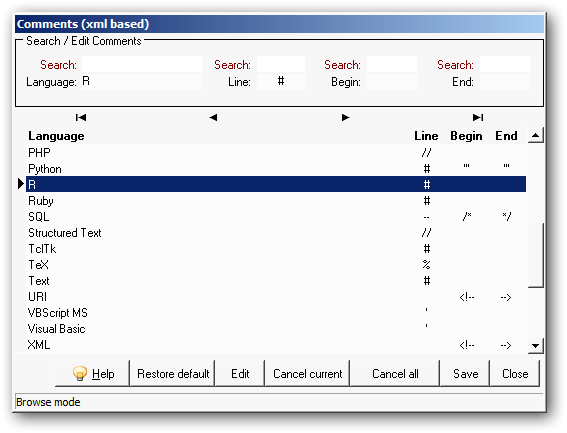 Comments (xml based)
Search / Edit Comments
Search: Search: Search: Search:
Language: R Line: # Begin: End:
Language Line Begin End
PHP //
Python # ''' '''
R #
Ruby #
SQL -- /* */
Structured Text //
TclTk #
TeX %
Text #
URI <!-- -->
VBScript MS '
Visual Basic '
XML <!-- -->
Help Restore default Edit Cancel current Cancel all Save Close
Browse mode